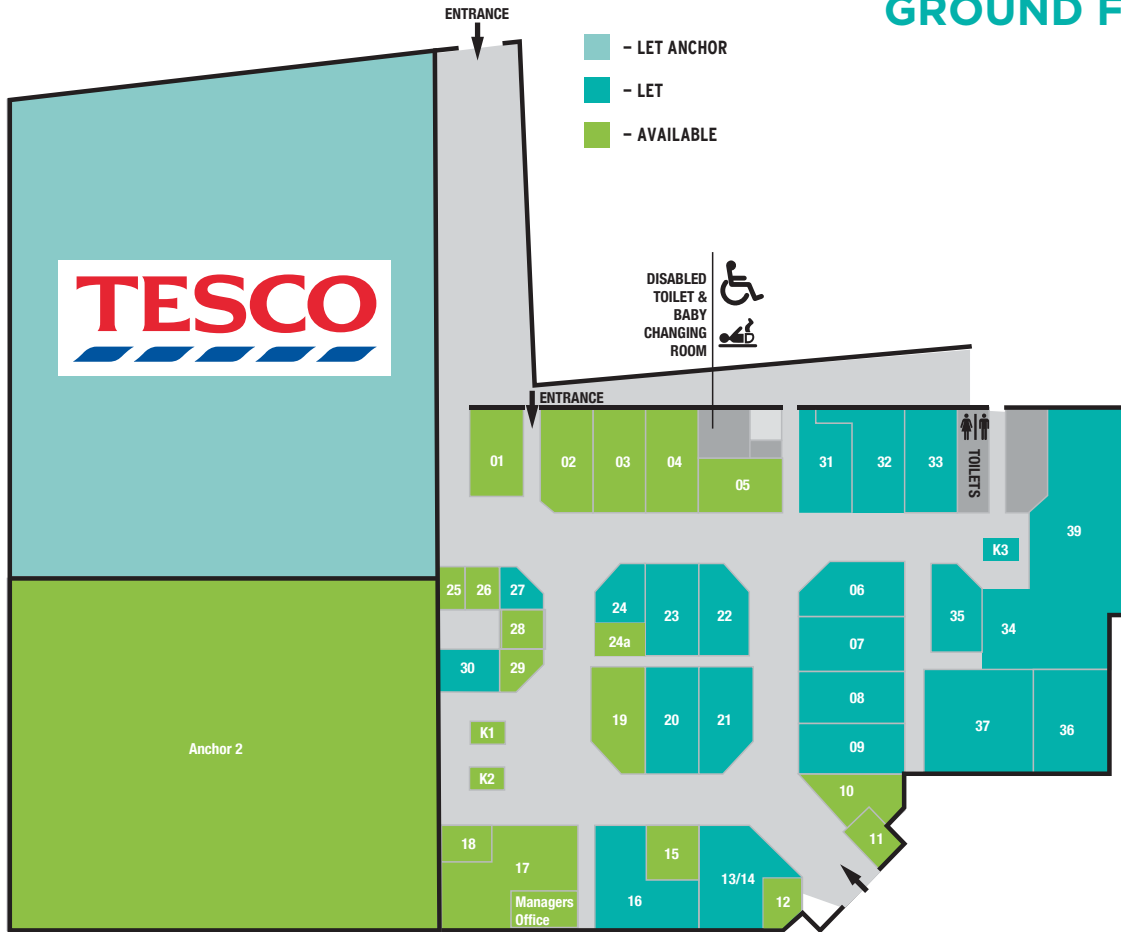 GROUND F
ENTRANCE
– LET ANCHOR
– LET
– AVAILABLE
TESCO
DISABLED
TOILET &
BABY
CHANGING
ROOM
ENTRANCE
01
02
03
04
05
31
32
33
TOILETS
39
K3
25
26
27
28
29
30
24
24a
23
22
06
07
08
09
35
34
19
20
21
37
36
K1
K2
Anchor 2
10
11
18
17
Managers
Office
16
15
13/14
12